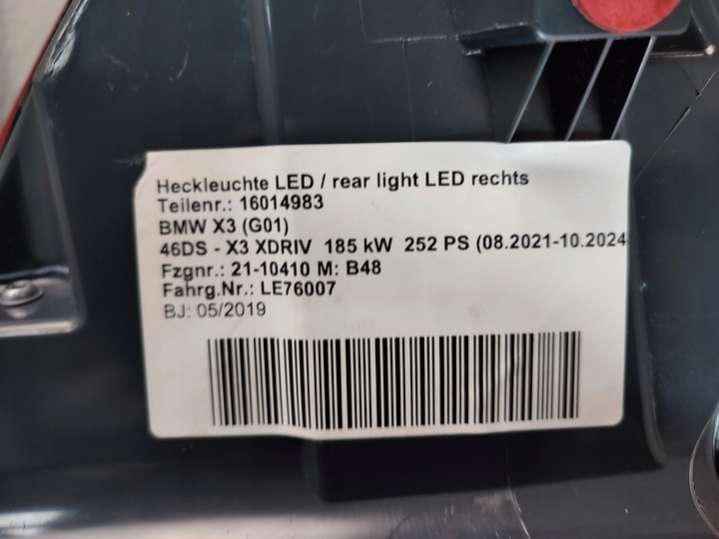 Heckleuchte LED / rear light LED rechts
Teilenr.: 16014983
BMW X3 (G01)
46DS - X3 XDRIV 185 kW 252 PS (08.2021-10.2024
Fzgnr.: 21-10410 M: B48
Fahrg.Nr.: LE76007
BJ: 05/2019